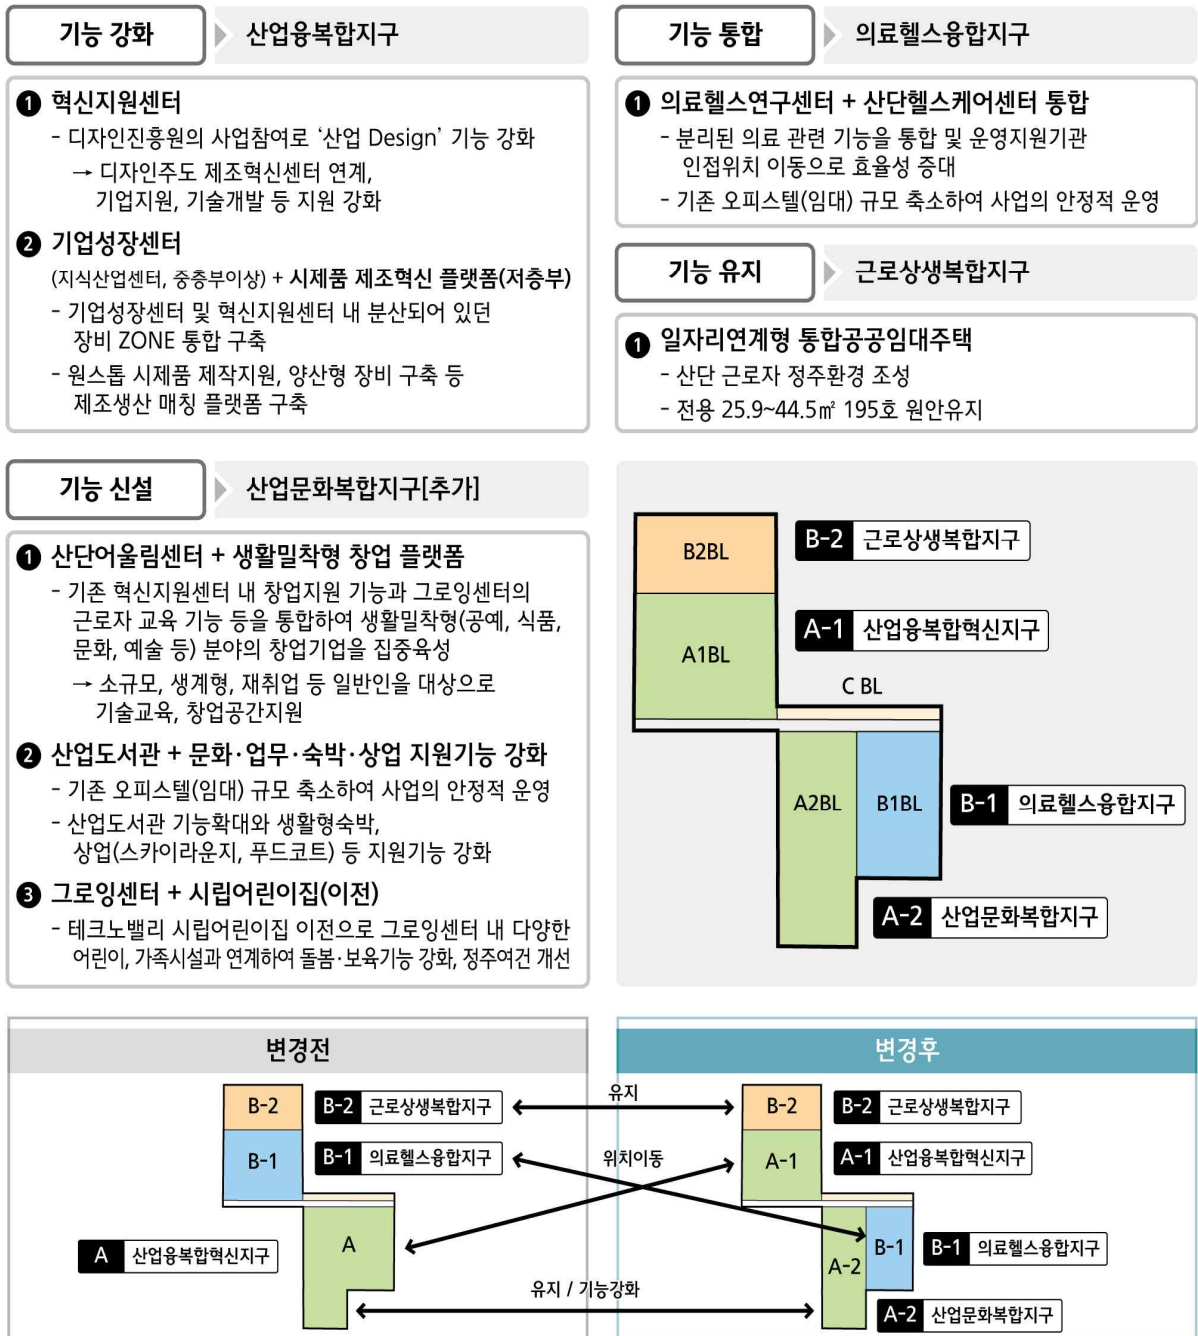 기능 강화
산업융복합지구
❶ 혁신지원센터
- 디자인진흥원의 사업참여로 ‘산업 Design’ 기능 강화
→ 디자인주도 제조혁신센터 연계,
기업지원, 기술개발 등 지원 강화
❷ 기업성장센터
(지식산업센터, 중층부이상) + 시제품 제조혁신 플랫폼(저층부)
- 기업성장센터 및 혁신지원센터 내 분산되어 있던
장비 ZONE 통합 구축
- 원스톱 시제품 제작지원, 양산형 장비 구축 등
제조생산 매칭 플랫폼 구축
기능 통합
의료헬스융합지구
❶ 의료헬스연구센터 + 산단헬스케어센터 통합
- 분리된 의료 관련 기능을 통합 및 운영지원기관
인접위치 이동으로 효율성 증대
- 기존 오피스텔(임대) 규모 축소하여 사업의 안정적 운영
기능 유지
근로상생복합지구
❶ 일자리연계형 통합공공임대주택
- 산단 근로자 정주환경 조성
- 전용 25.9~44.5㎡ 195호 원안유지
기능 신설
산업문화복합지구[추가]
❶ 산단어울림센터 + 생활밀착형 창업 플랫폼
- 기존 혁신지원센터 내 창업지원 기능과 그로잉센터의
근로자 교육 기능 등을 통합하여 생활밀착형(공예, 식품,
문화, 예술 등) 분야의 창업기업을 집중육성
→ 소규모, 생계형, 재취업 등 일반인을 대상으로
기술교육, 창업공간지원
❷ 산업도서관 + 문화·업무·숙박·상업 지원기능 강화
- 기존 오피스텔(임대) 규모 축소하여 사업의 안정적 운영
- 산업도서관 기능확대와 생활형숙박,
상업(스카이라운지, 푸드코트) 등 지원기능 강화
❸ 그로잉센터 + 시립어린이집(이전)
- 테크노밸리 시립어린이집 이전으로 그로잉센터 내 다양한
어린이, 가족시설과 연계하여 돌봄·보육기능 강화, 정주여건 개선
B2BL
B-2 근로상생복합지구
A1BL
A-1 산업융복합혁신지구
C BL
A2BL
B1BL
B-1 의료헬스융합지구
A-2 산업문화복합지구
변경전
변경후
B-2
B-2 근로상생복합지구
유지
B-2
B-2 근로상생복합지구
B-1
B-1 의료헬스융합지구
위치이동
A-1
A-1 산업융복합혁신지구
A 산업융복합혁신지구
A
A-2
B-1
B-1 의료헬스융합지구
유지 / 기능강화
A-2 산업문화복합지구